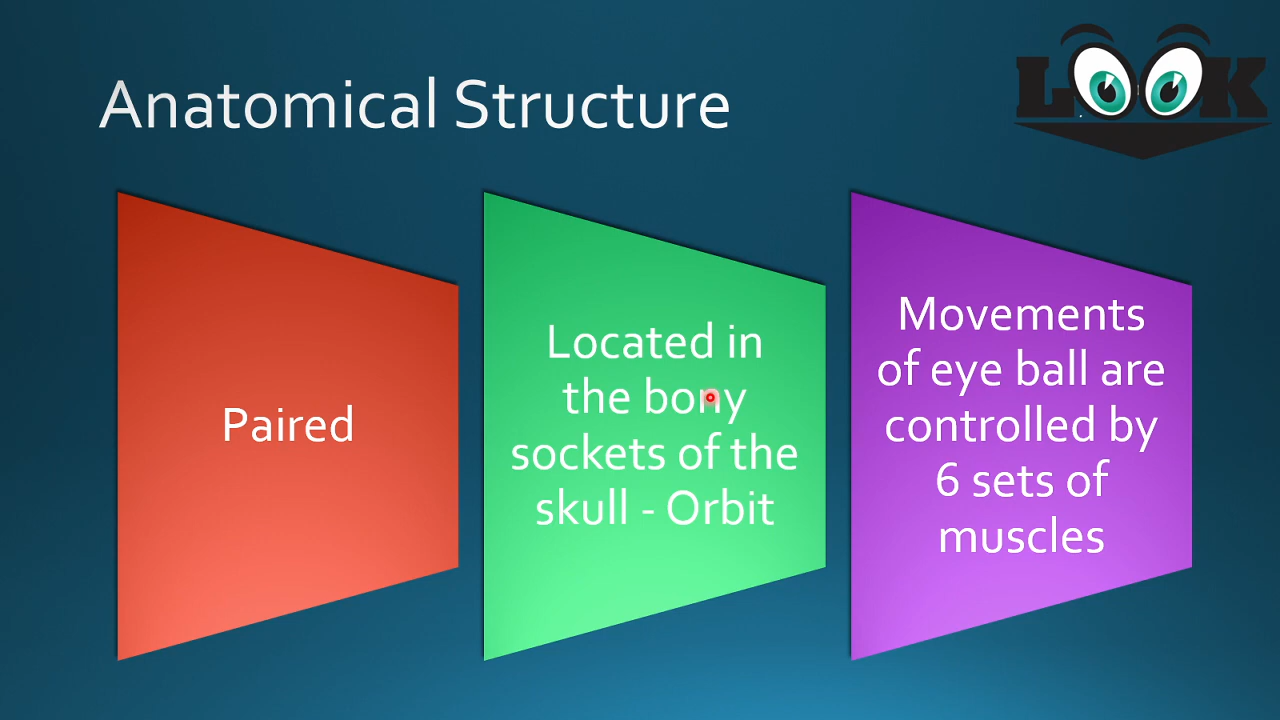 LOOK
Anatomical Structure
Paired
Located in
the bony
sockets of the
skull - Orbit
Movements
of eye ball are
controlled by
6 sets of
muscles